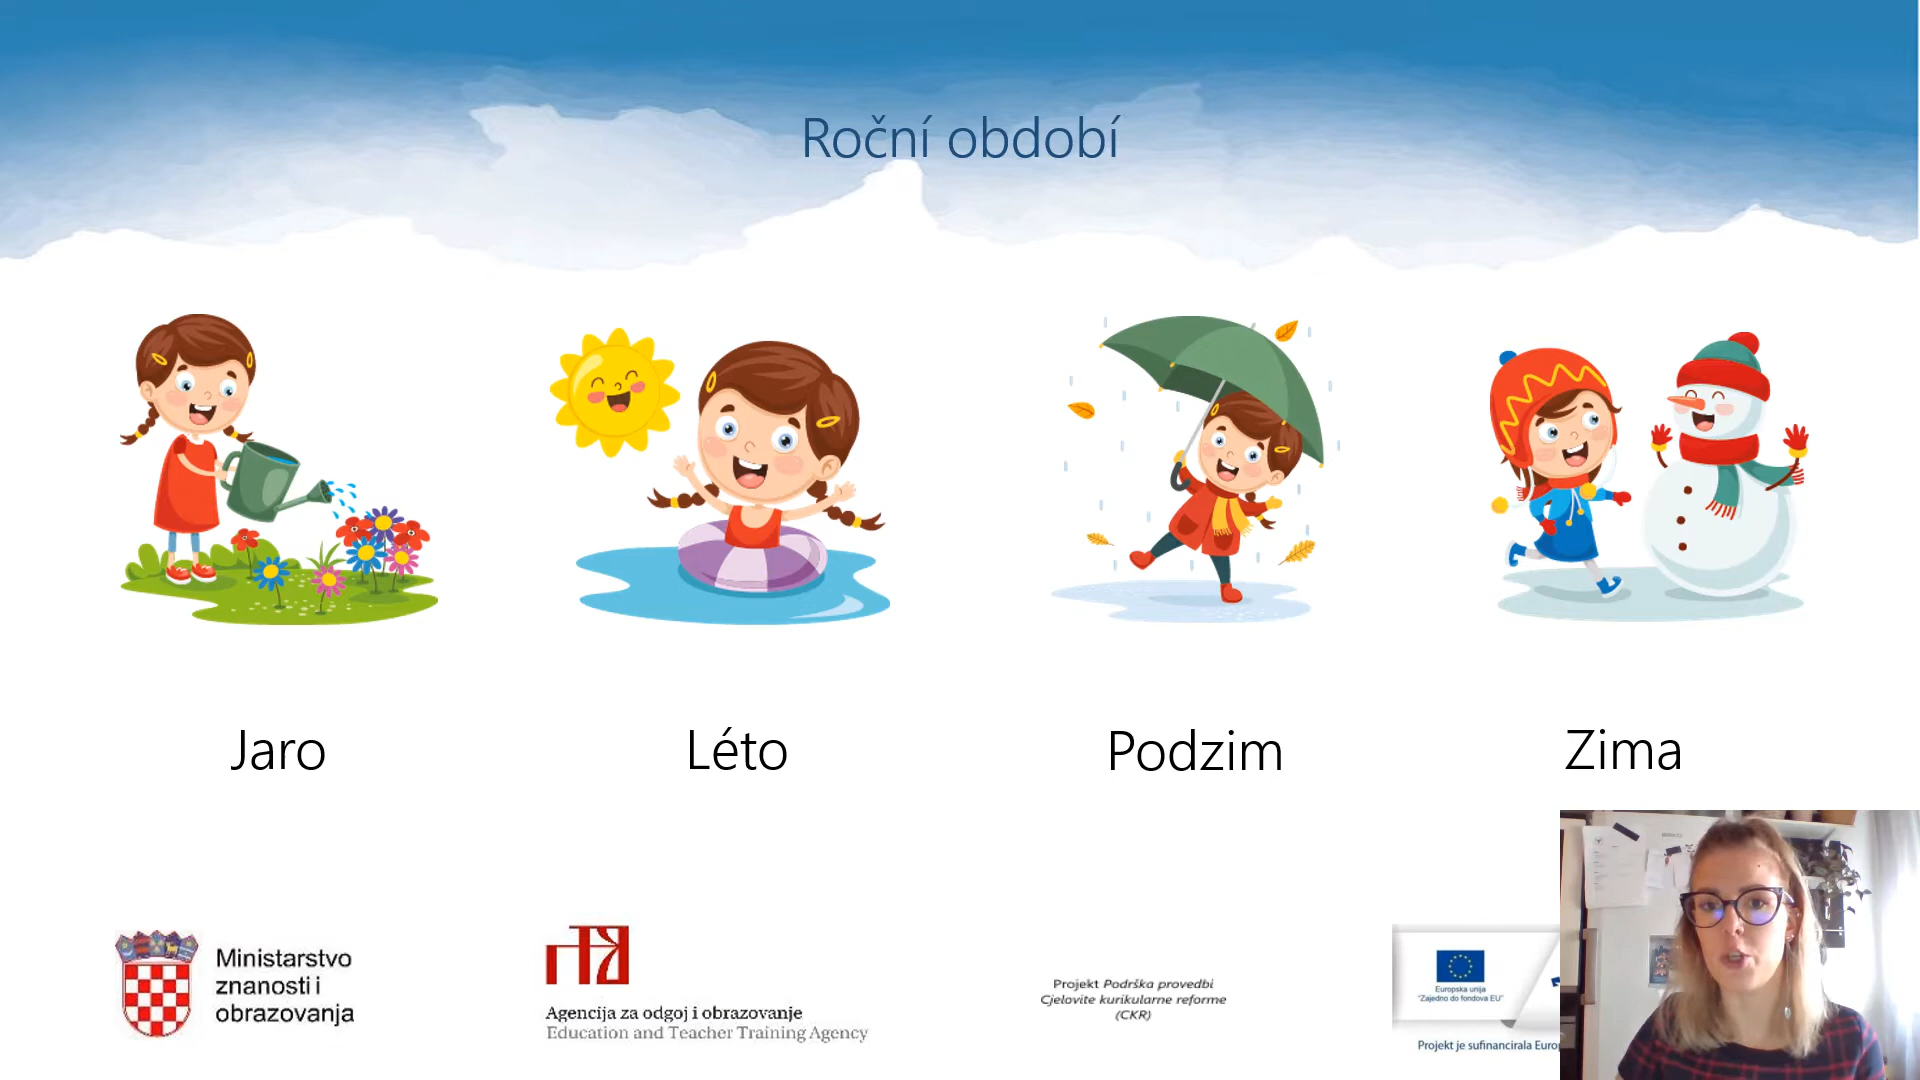 Roční období
Jaro
Léto
Podzim
Zima
Ministarstvo
znanosti i
obrazovanja
Agencija za odgoj i obrazovanje
Education and Teacher Training Agency
Projekt Podrška provedbi
Cjelovite kurikularne reforme
(CKR)
Europska unija
"Zajedno do fondova EU"
Projekt je sufinancirala